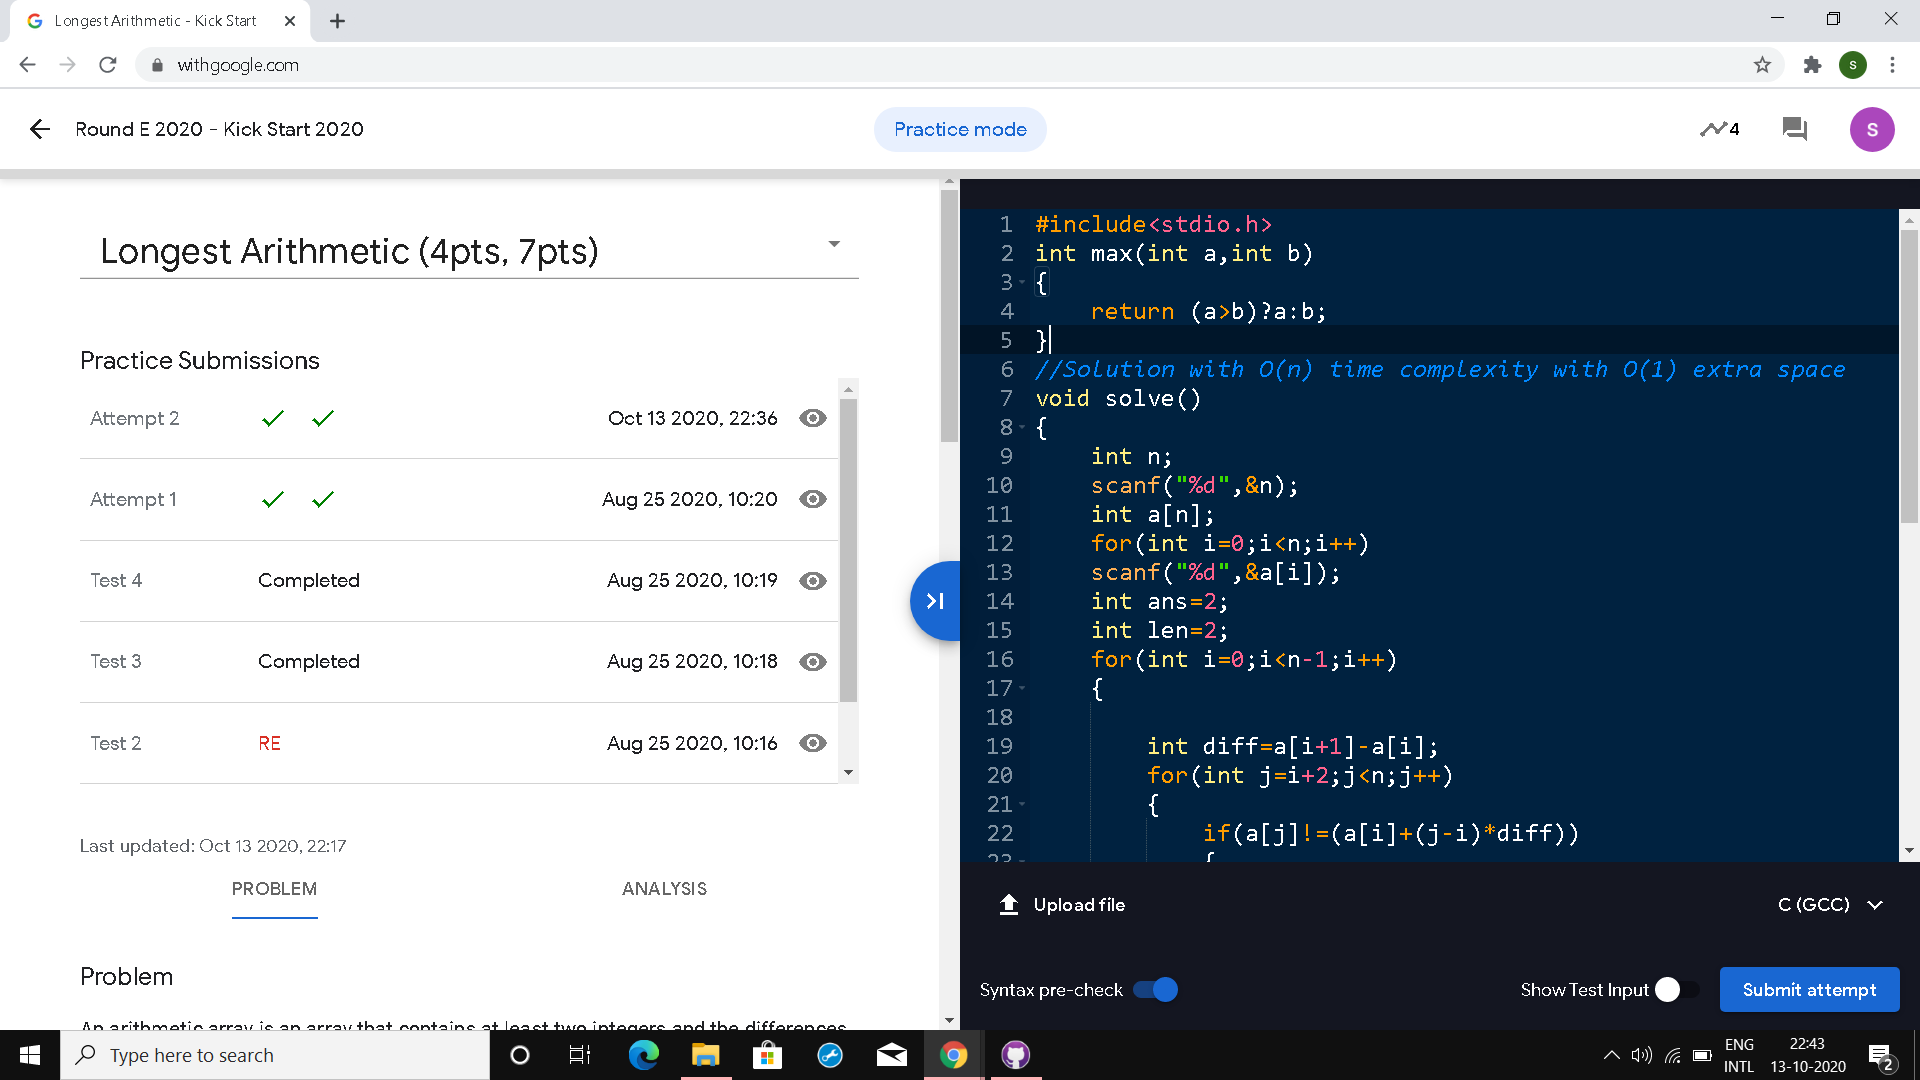 Longest Arithmetic - Kick Start
withgoogle.com
S
Round E 2020 - Kick Start 2020
Practice mode
4
S
Longest Arithmetic (4pts, 7pts)
Practice Submissions
Attempt 2
Oct 13 2020, 22:36
Attempt 1
Aug 25 2020, 10:20
Test 4
Completed
Aug 25 2020, 10:19
Test 3
Completed
Aug 25 2020, 10:18
Test 2
RE
Aug 25 2020, 10:16
Last updated: Oct 13 2020, 22:17
PROBLEM
ANALYSIS
Problem
An arithmetic array is an array that contains at least two integers and the differences
1 #include<stdio.h>
2 int max(int a,int b)
3 {
4 return (a>b)?a:b;
5 }
6 //Solution with O(n) time complexity with O(1) extra space
7 void solve()
8 {
9 int n;
10 scanf("%d",&n);
11 int a[n];
12 for(int i=0;i<n;i++)
13 scanf("%d",&a[i]);
14 int ans=2;
15 int len=2;
16 for(int i=0;i<n-1;i++)
17 {
18
19 int diff=a[i+1]-a[i];
20 for(int j=i+2;j<n;j++)
21 {
22 if(a[j]!=(a[i]+(j-i)*diff))
23 {
Upload file
C (GCC)
Syntax pre-check
Show Test Input
Submit attempt
Type here to search
ENG
INTL
22:43
13-10-2020
2